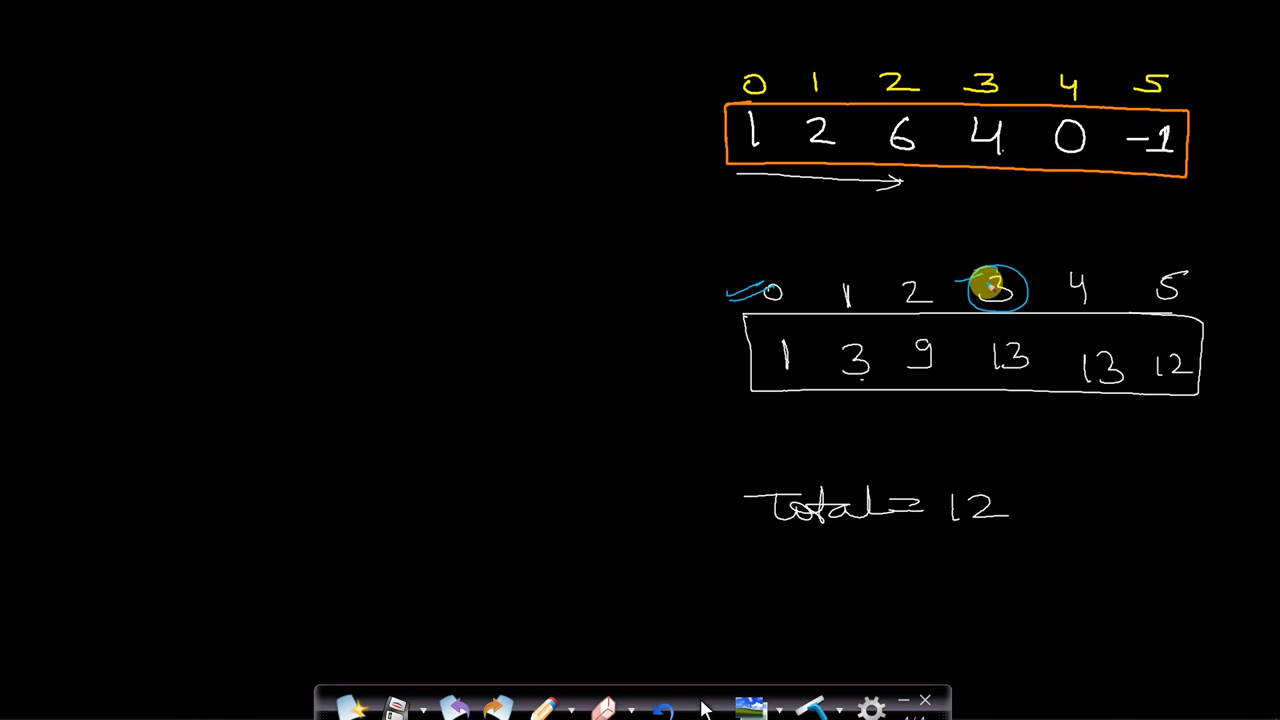 0 1 2 3 4 5
1 2 6 4 0 -1
0 1 2 3 4 5
1 3 9 13 13 12
Total = 12